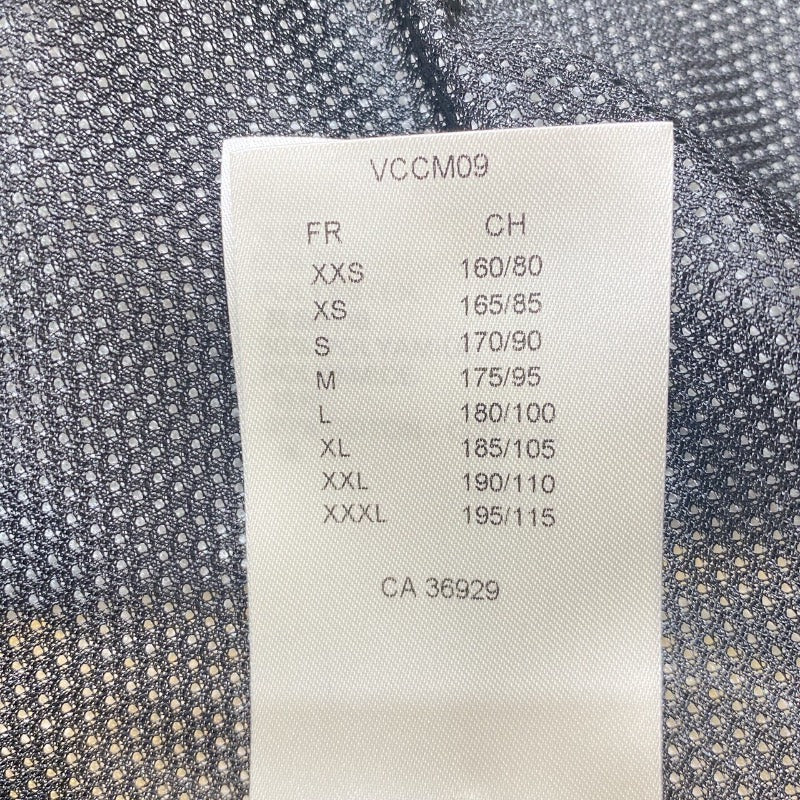 VCCM09
FR CH
XXS 160/80
XS 165/85
S 170/90
M 175/95
L 180/100
XL 185/105
XXL 190/110
XXXL 195/115
CA 36929